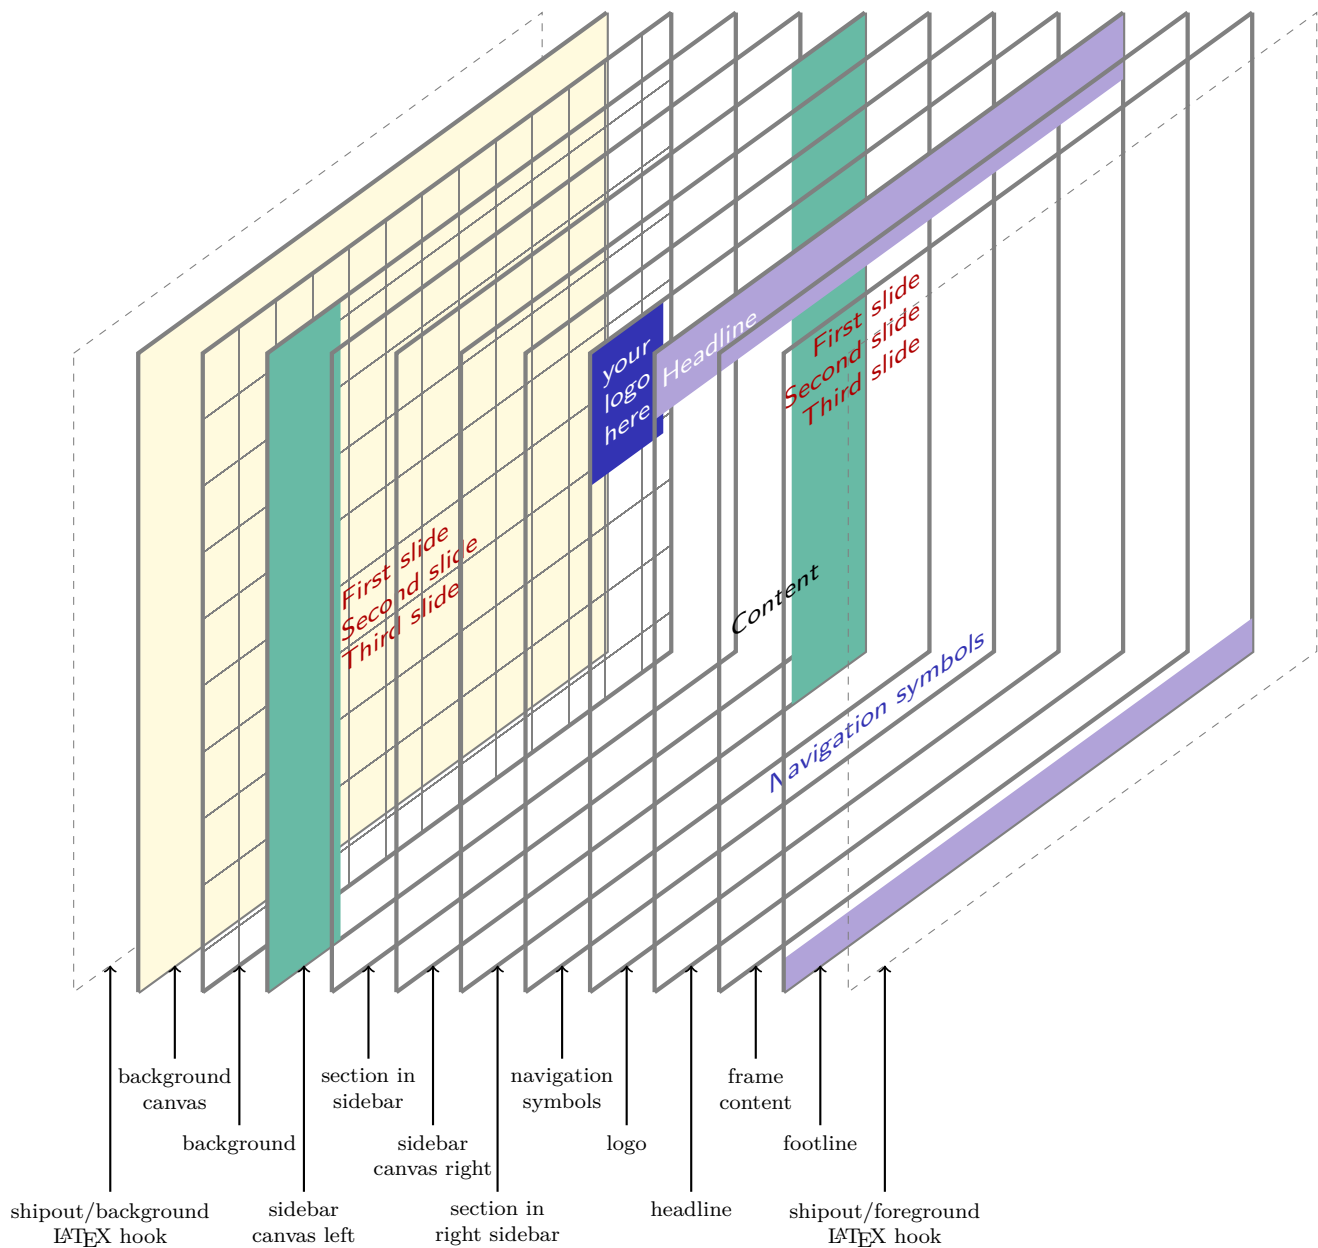 your
logo
here
Headline
First slide
Second slide
Third slide
First slide
Second slide
Third slide
Content
Navigation symbols
background
canvas
section in
sidebar
navigation
symbols
frame
content
background
sidebar
canvas right
logo
footline
shipout/background
LATEX hook
sidebar
canvas left
section in
right sidebar
headline
shipout/foreground
LATEX hook